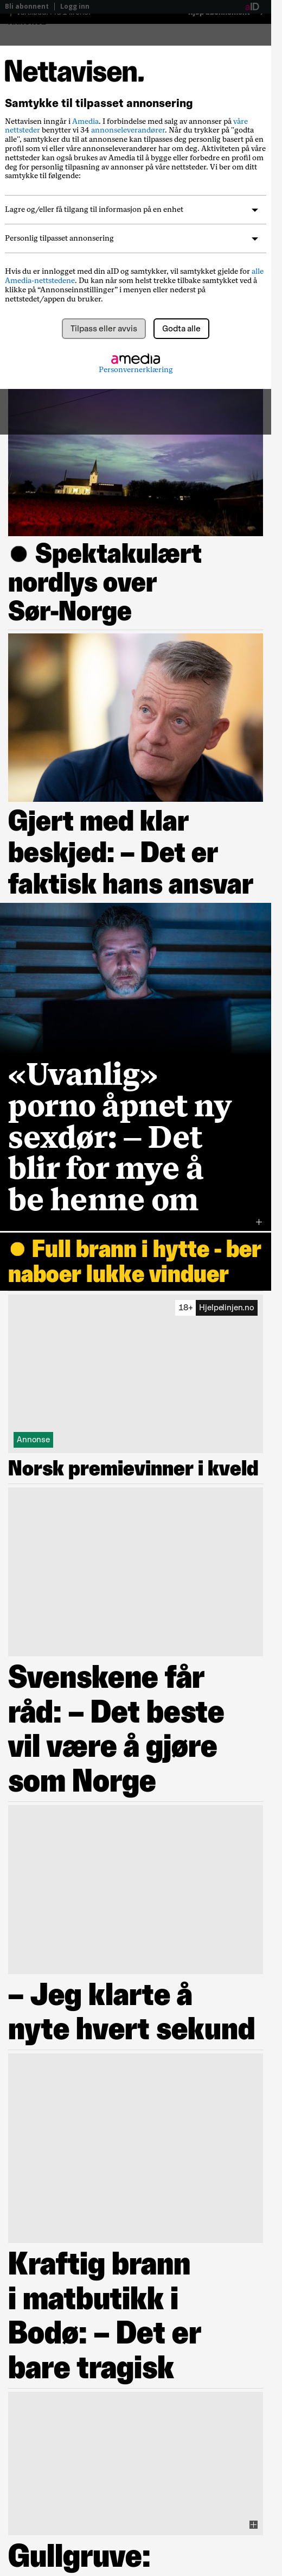 Bli abonnent | Logg inn
aID
Nettavisen.
Samtykke til tilpasset annonsering
Nettavisen inngår i Amedia. I forbindelse med salg av annonser på våre
nettsteder benytter vi 34 annonseleverandører. Når du trykker på "godta
alle", samtykker du til at annonsene kan tilpasses deg personlig basert på en
profil som vi eller våre annonseleverandører har om deg. Aktiviteten på våre
nettsteder kan også brukes av Amedia til å bygge eller forbedre en profil om
deg for personlig tilpasning av annonser på våre nettsteder. Vi ber om ditt
samtykke til følgende:
Lagre og/eller få tilgang til informasjon på en enhet
Personlig tilpasset annonsering
Hvis du er innlogget med din aID og samtykker, vil samtykket gjelde for alle
Amedia-nettstedene. Du kan når som helst trekke tilbake samtykket ved å
klikke på “Annonseinnstillinger” i menyen eller nederst på
nettstedet/appen du bruker.
Tilpass eller avvis
Godta alle
amedia
Personvernerklæring
● Spektakulært
nordlys over
Sør-Norge
Gjert med klar
beskjed: – Det er
faktisk hans ansvar
«Uvanlig»
porno åpnet ny
sexdør: – Det
blir for mye å
be henne om
● Full brann i hytte - ber
naboer lukke vinduer
18+ Hjelpelinjen.no
Annonse
Norsk premievinner i kveld
Svenskene får
råd: – Det beste
vil være å gjøre
som Norge
– Jeg klarte å
nyte hvert sekund
Kraftig brann
i matbutikk i
Bodø: – Det er
bare tragisk
Gullgruve: